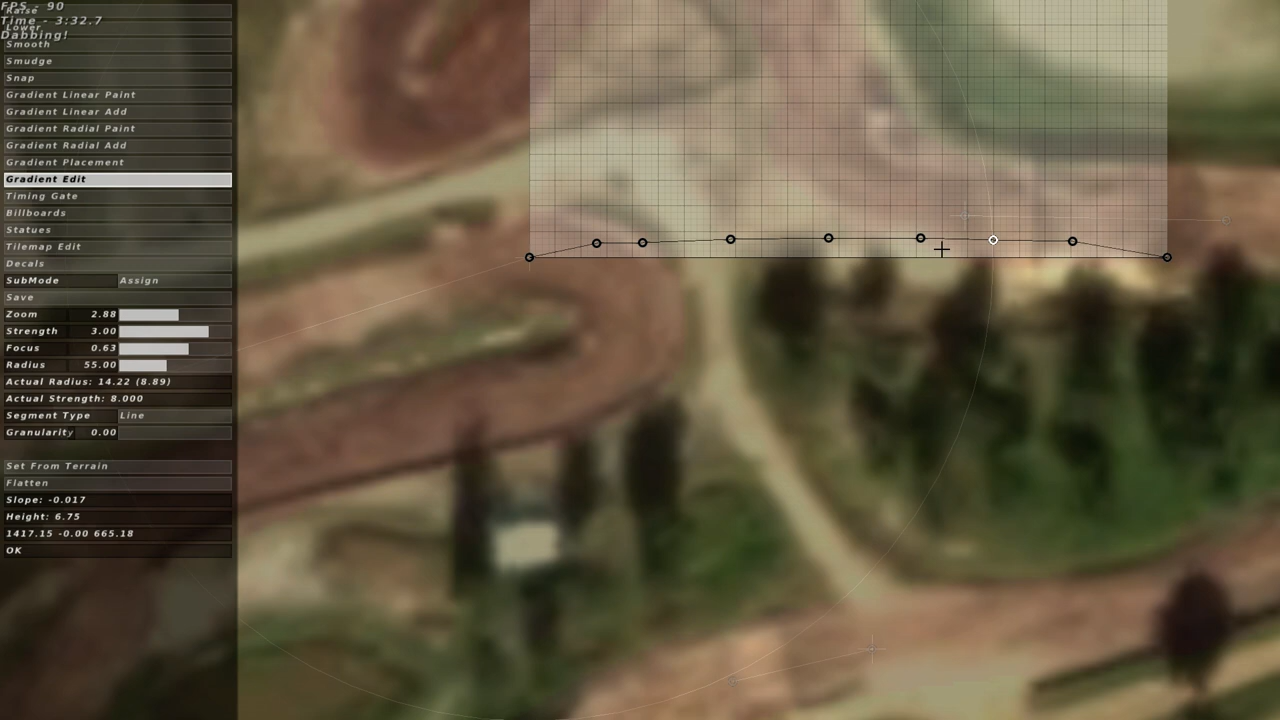 FPS - 90
Raise
Time - 3:32.7
Lower
Dabbing!
Smooth
Smudge
Snap
Gradient Linear Paint
Gradient Linear Add
Gradient Radial Paint
Gradient Radial Add
Gradient Placement
Gradient Edit
Timing Gate
Billboards
Statues
Tilemap Edit
Decals
SubMode Assign
Save
Zoom 2.88
Strength 3.00
Focus 0.63
Radius 55.00
Actual Radius: 14.22 (8.89)
Actual Strength: 8.000
Segment Type Line
Granularity 0.00
Set From Terrain
Flatten
Slope: -0.017
Height: 6.75
1417.15 -0.00 665.18
OK